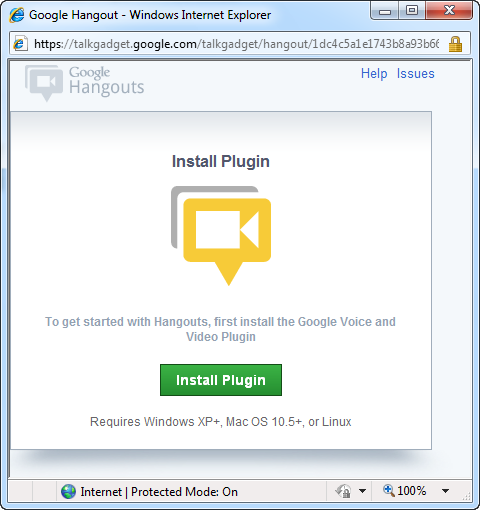 Google Hangout - Windows Internet Explorer
https://talkgadget.google.com/talkgadget/hangout/1dc4c5a1e1743b8a93b66
Google
Hangouts
Help Issues
Install Plugin
To get started with Hangouts, first install the Google Voice and
Video Plugin
Install Plugin
Requires Windows XP+, Mac OS 10.5+, or Linux
Internet | Protected Mode: On
100%